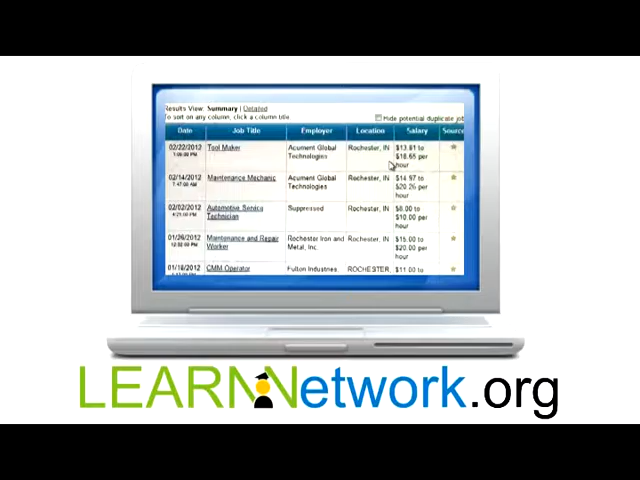 Results View: Summary | Detailed
To sort on any column, click a column title.
Hide potential duplicate job
Date Job Title Employer Location Salary Source
02/22/2012 Tool Maker Acument Global Rochester, IN $13.61 to
Technologies $18.65 per
hour
02/14/2012 Maintenance Mechanic Acument Global Rochester, IN $14.97 to
Technologies $20.26 per
hour
02/02/2012 Automotive Service Suppressed Rochester, IN $8.00 to
Technician $10.00 per
hour
01/26/2012 Maintenance and Repair Rochester Iron and Rochester, IN $15.00 to
Worker Metal, Inc. $20.00 per
hour
01/18/2012 CMM Operator Fulton Industries ROCHESTER $11.00 to
LEARNNetwork.org